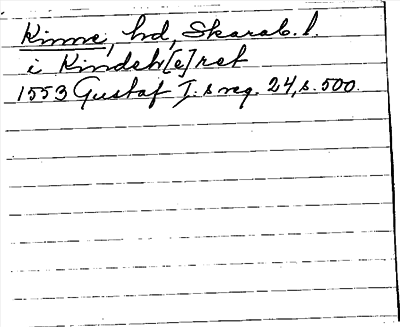 Kinne, hd, Skarab. l.
i Kindeh[e]ret
1553 Gustaf I.s reg. 24, s. 500.